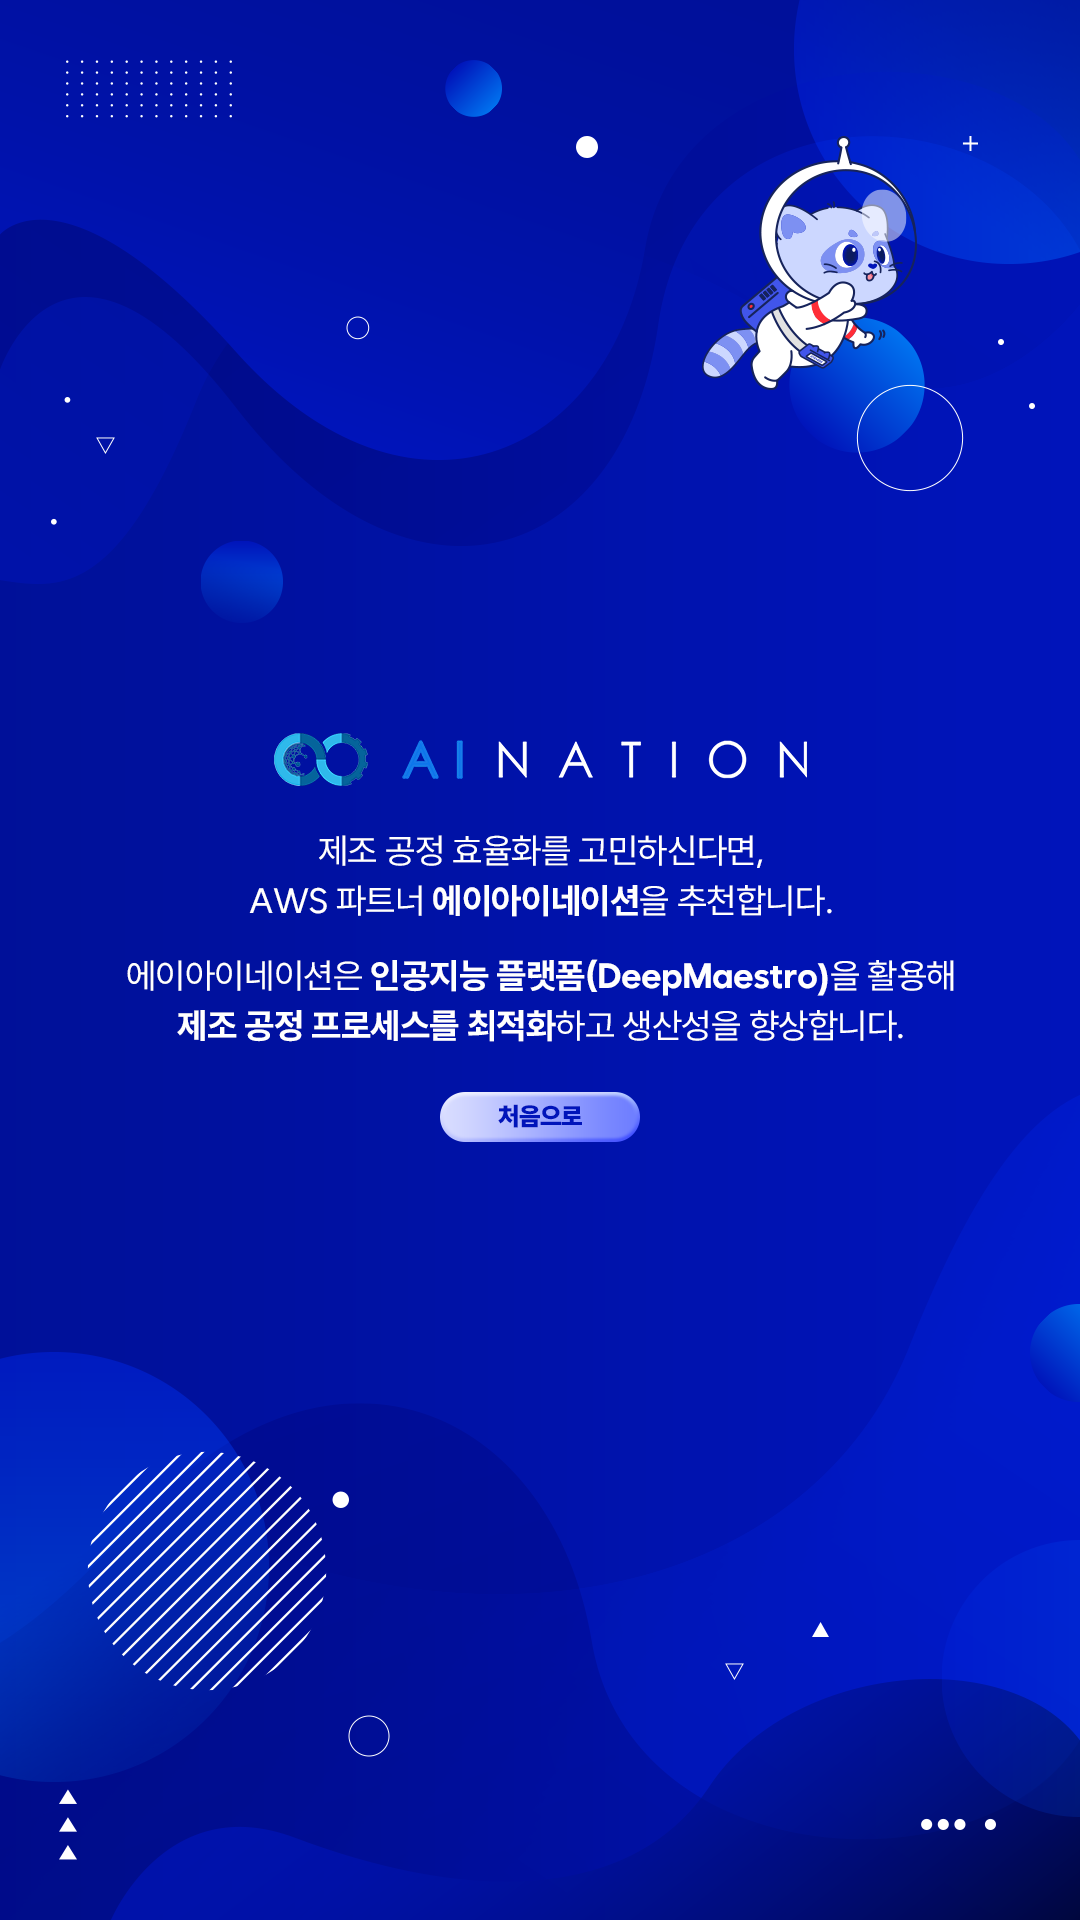 AI NATION
제조 공정 효율화를 고민하신다면,
AWS 파트너 에이아이네이션을 추천합니다.
에이아이네이션은 인공지능 플랫폼(DeepMaestro)을 활용해
제조 공정 프로세스를 최적화하고 생산성을 향상합니다.
처음으로